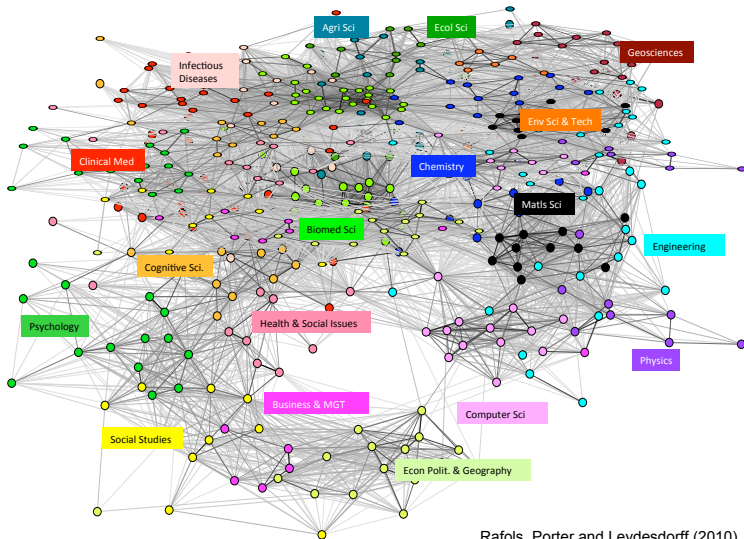 Agri Sci
Ecol Sci
Geosciences
Infectious
Diseases
Env Sci & Tech
Clinical Med
Chemistry
Matls Sci
Biomed Sci
Engineering
Cognitive Sci.
Psychology
Health & Social Issues
Physics
Business & MGT
Computer Sci
Social Studies
Econ Polit. & Geography
Rafols, Porter and Leydesdorff (2010)